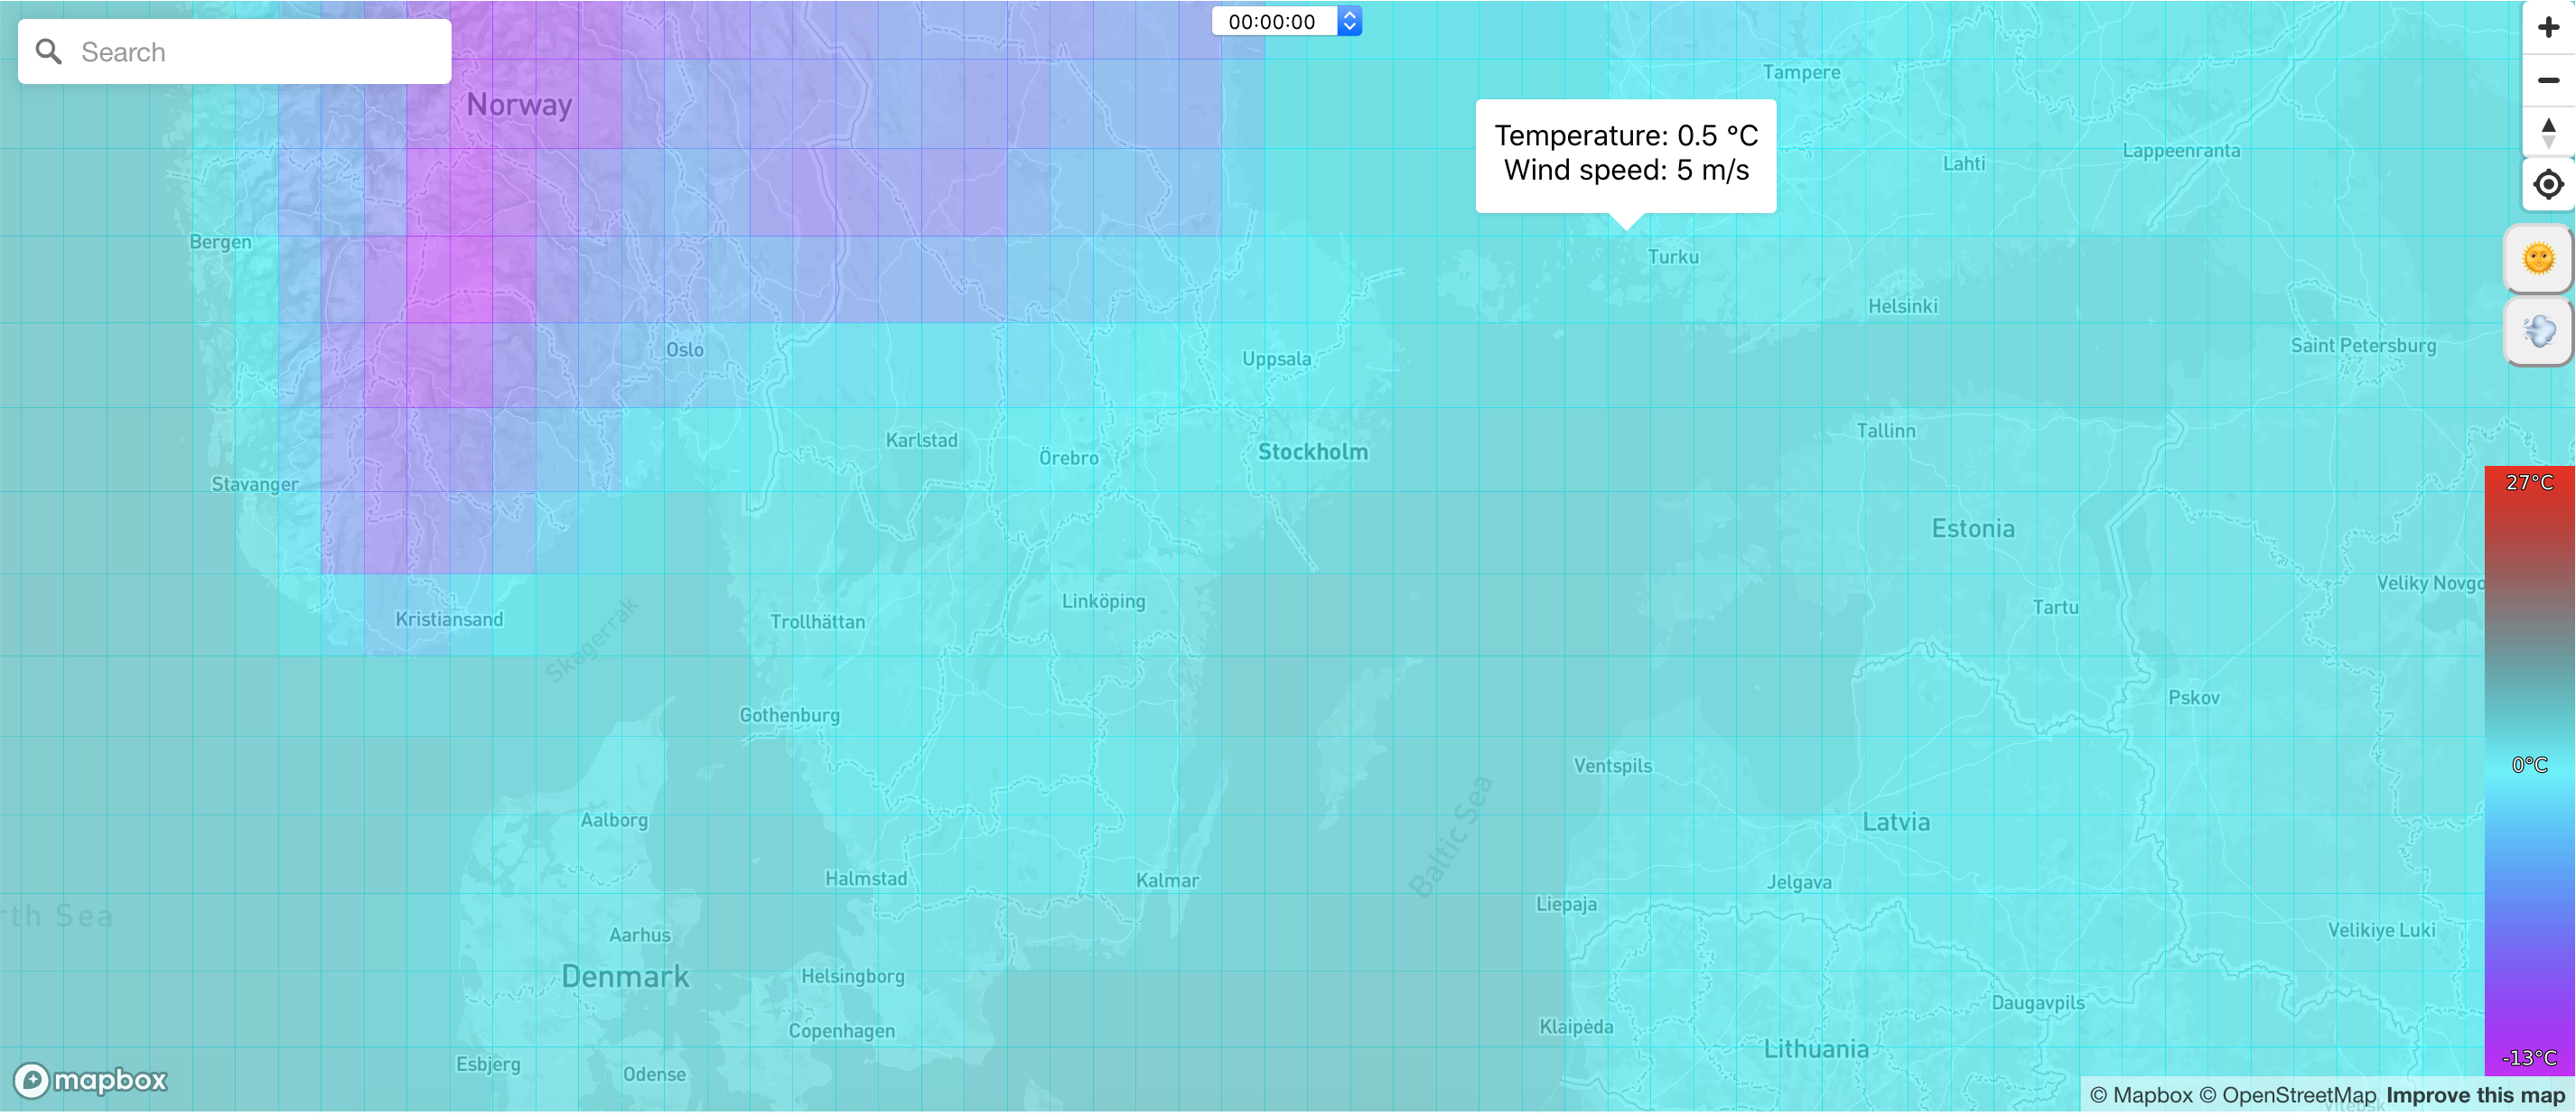 Search
00:00:00
Norway
Tampere
Temperature: 0.5 °C
Wind speed: 5 m/s
Lahti
Lappeenranta
Bergen
Turku
Helsinki
Oslo
Uppsala
Saint Petersburg
Karlstad
Örebro
Stockholm
Tallinn
Stavanger
27°C
Estonia
Veliky Novgo
Linköping
Tartu
Kristiansand
Trollhättan
Skagerrak
Pskov
Gothenburg
Ventspils
0°C
Aalborg
Baltic Sea
Latvia
Halmstad
Kalmar
Jelgava
Liepaja
rth Sea
Aarhus
Velikiye Luki
Denmark
Helsingborg
Daugavpils
Copenhagen
Klaipėda
Lithuania
-13°C
Esbjerg
Odense
mapbox
© Mapbox © OpenStreetMap Improve this map